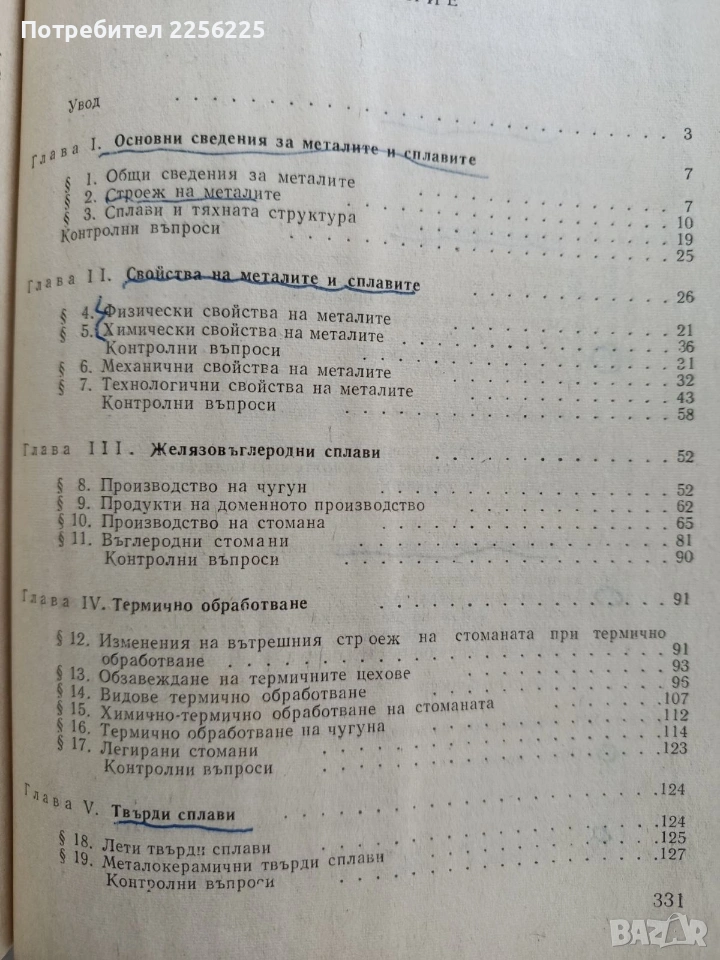 Потребител 2256225
РИЕ
Увод . . . 3
Глава I. Основни сведения за металите и сплавите 7
§ 1. Общи сведения за металите 7
§ 2. Строеж на металите 10
§ 3. Сплави и тяхната структура 19
Контролни въпроси 25
Глава II. Свойства на металите и сплавите 26
§ 4. Физически свойства на металите 21
§ 5. Химически свойства на металите 36
Контролни въпроси 31
§ 6. Механични свойства на металите 32
§ 7. Технологични свойства на металите 43
Контролни въпроси 58
Глава III. Желязовъглеродни сплави 52
§ 8. Производство на чугун 52
§ 9. Продукти на доменното производство 62
§ 10. Производство на стомана 65
§ 11. Въглеродни стомани 81
Контролни въпроси 90
Глава IV. Термично обработване 91
§ 12. Изменения на вътрешния строеж на стоманата при термично
обработване 91
§ 13. Обзавеждане на термичните цехове 93
§ 14. Видове термично обработване 96
§ 15. Химично-термично обработване на стоманата 107
§ 16. Термично обработване на чугуна 112
§ 17. Легирани стомани 114
Контролни въпроси 123
Глава V. Твърди сплави 124
§ 18. Лети твърди сплави 124
§ 19. Металокерамични твърди сплави 125
Контролни въпроси 127
331
BAZAR